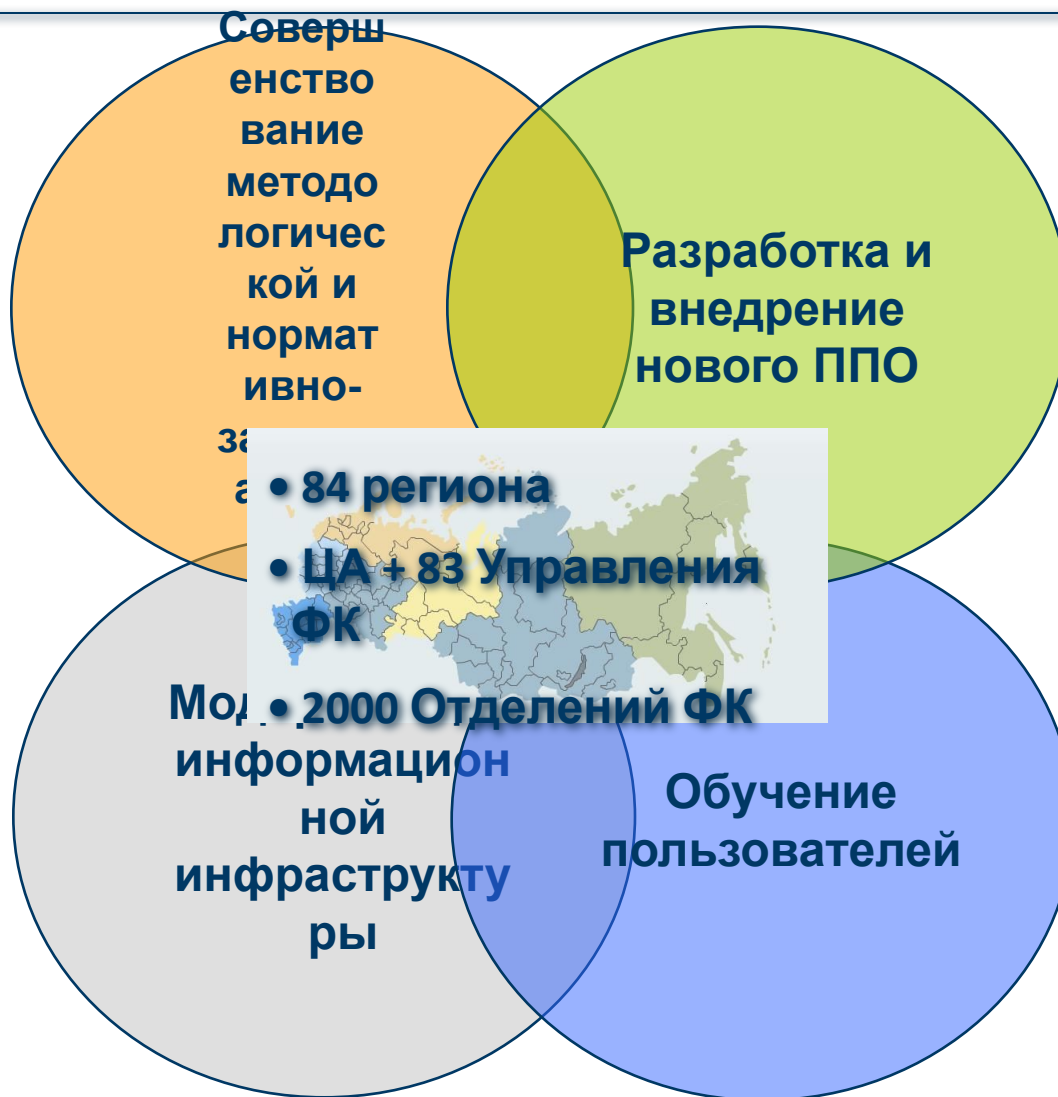 Соверш
енство
вание
методо
логичес
кой и
нормат
ивно-
Разработка и
внедрение
нового ППО
• 84 региона
• ЦА + 83 Управления
ФК
• 2000 Отделений ФК
информацион
ной
инфраструкту
ры
Обучение
пользователей